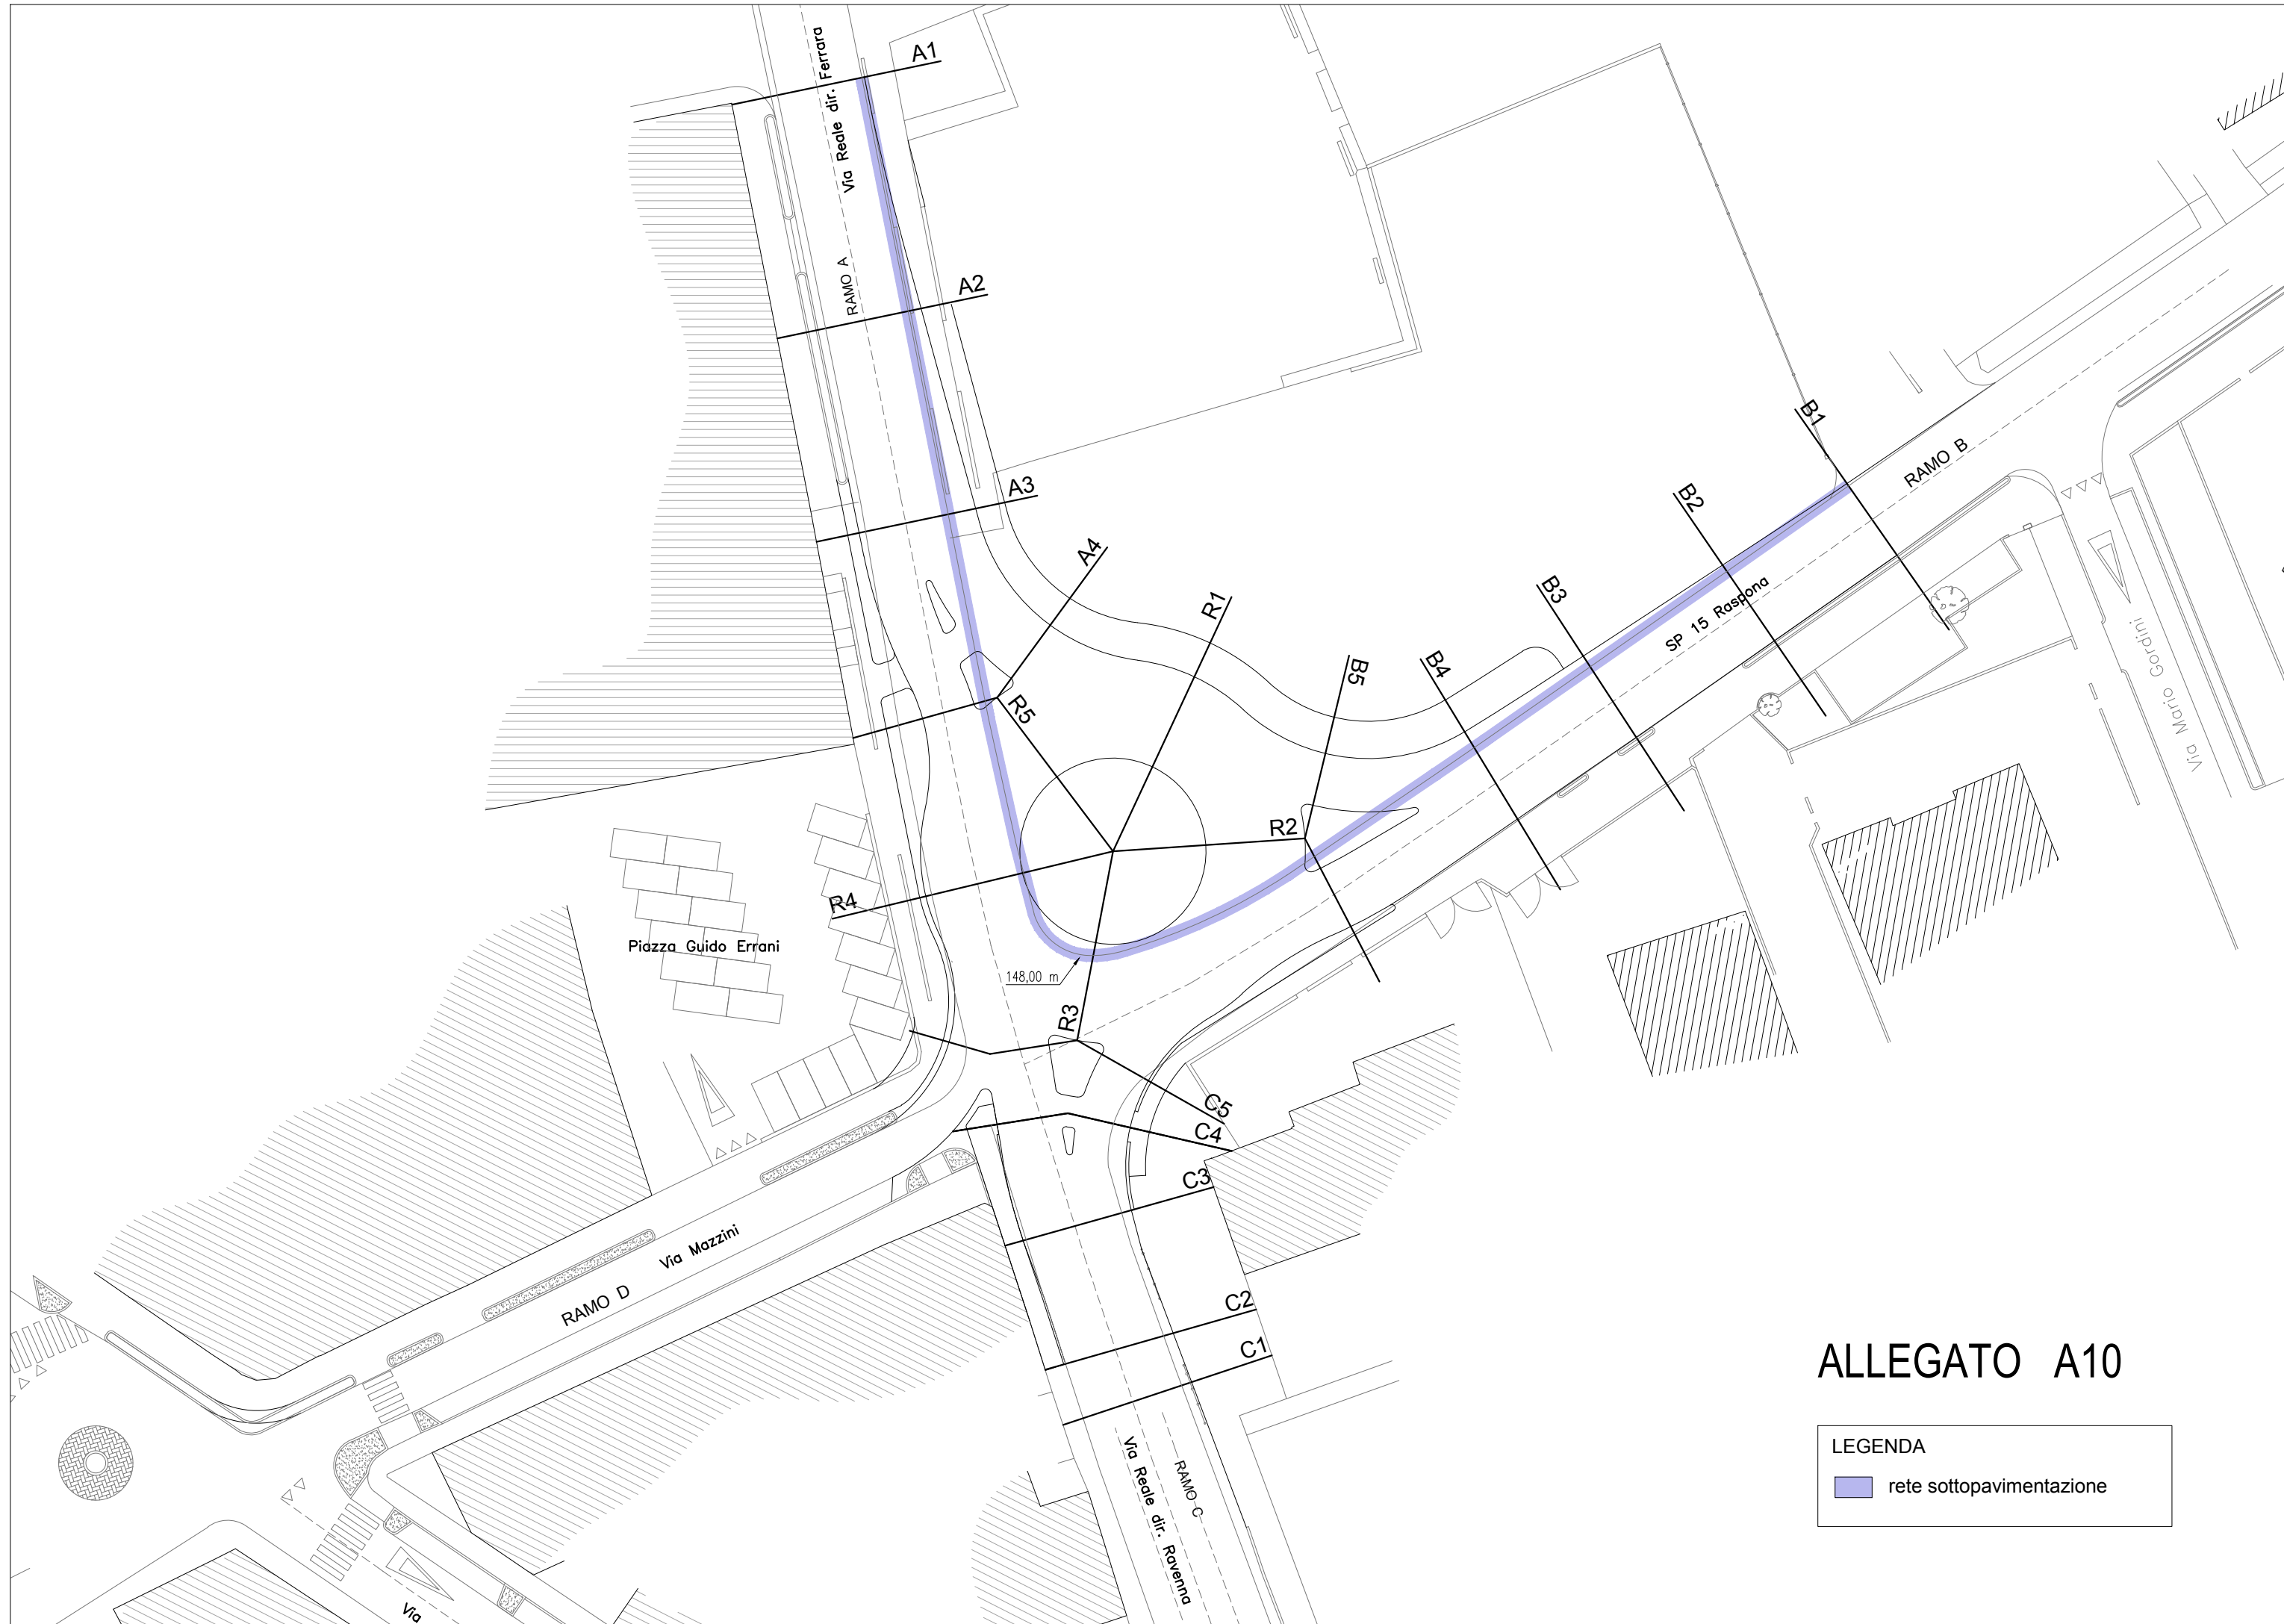 A1
Via Reale dir. Ferrara
RAMO A
A2
A3
A4
R1
R5
B5
B4
B3
B2
B1
RAMO B
SP 15 Raspona
Via Mario Gordini
R2
R4
Piazza Guido Errani
148,00 m
R3
C5
C4
C3
C2
C1
Via Mazzini
RAMO D
Via Reale dir. Ravenna
RAMO C
Via
ALLEGATO A10
LEGENDA
rete sottopavimentazione